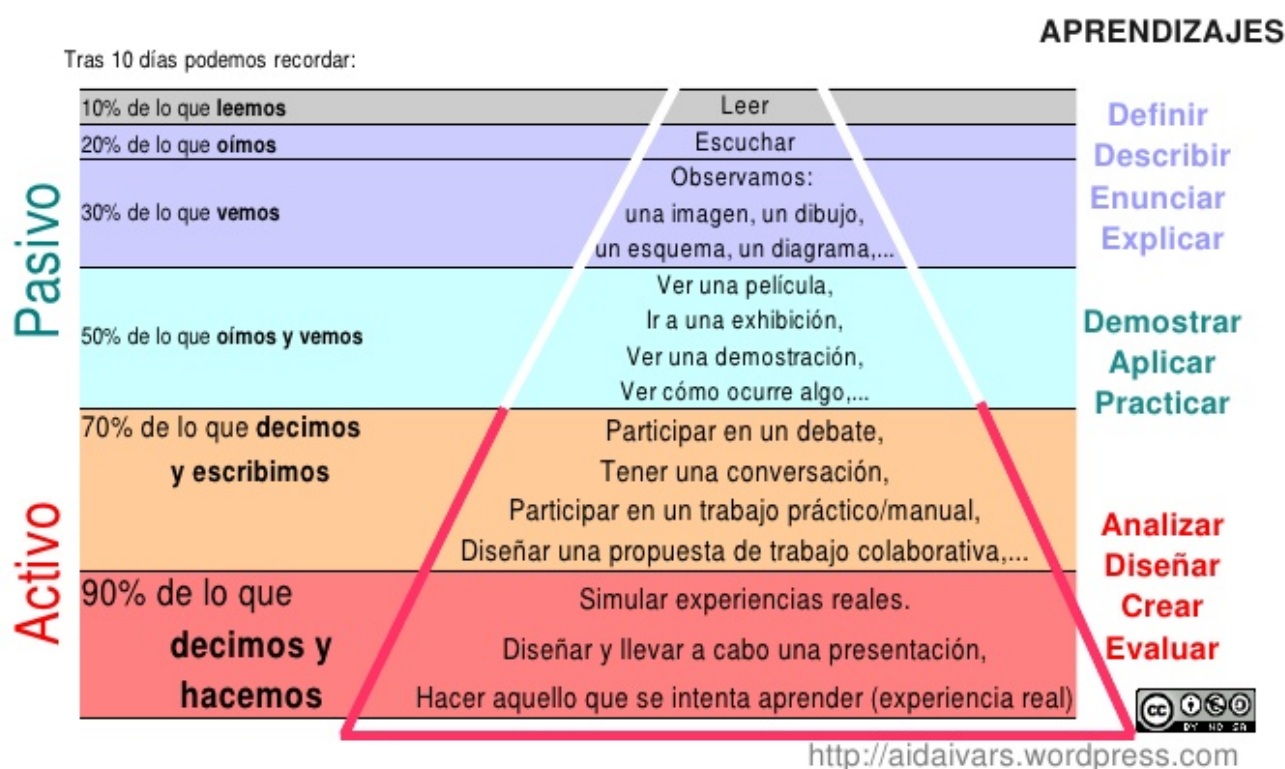 APRENDIZAJES
Tras 10 días podemos recordar:
Pasivo
Activo
10% de lo que leemos
Leer
20% de lo que oímos
Escuchar
30% de lo que vemos
Observamos:
una imagen, un dibujo,
un esquema, un diagrama,...
50% de lo que oímos y vemos
Ver una película,
Ir a una exhibición,
Ver una demostración,
Ver cómo ocurre algo,...
70% de lo que decimos
y escribimos
Participar en un debate,
Tener una conversación,
Participar en un trabajo práctico/manual,
Diseñar una propuesta de trabajo colaborativa,...
90% de lo que
decimos y
hacemos
Simular experiencias reales.
Diseñar y llevar a cabo una presentación,
Hacer aquello que se intenta aprender (experiencia real)
Definir
Describir
Enunciar
Explicar
Demostrar
Aplicar
Practicar
Analizar
Diseñar
Crear
Evaluar
cc
BY NC SA
http://aidaivars.wordpress.com